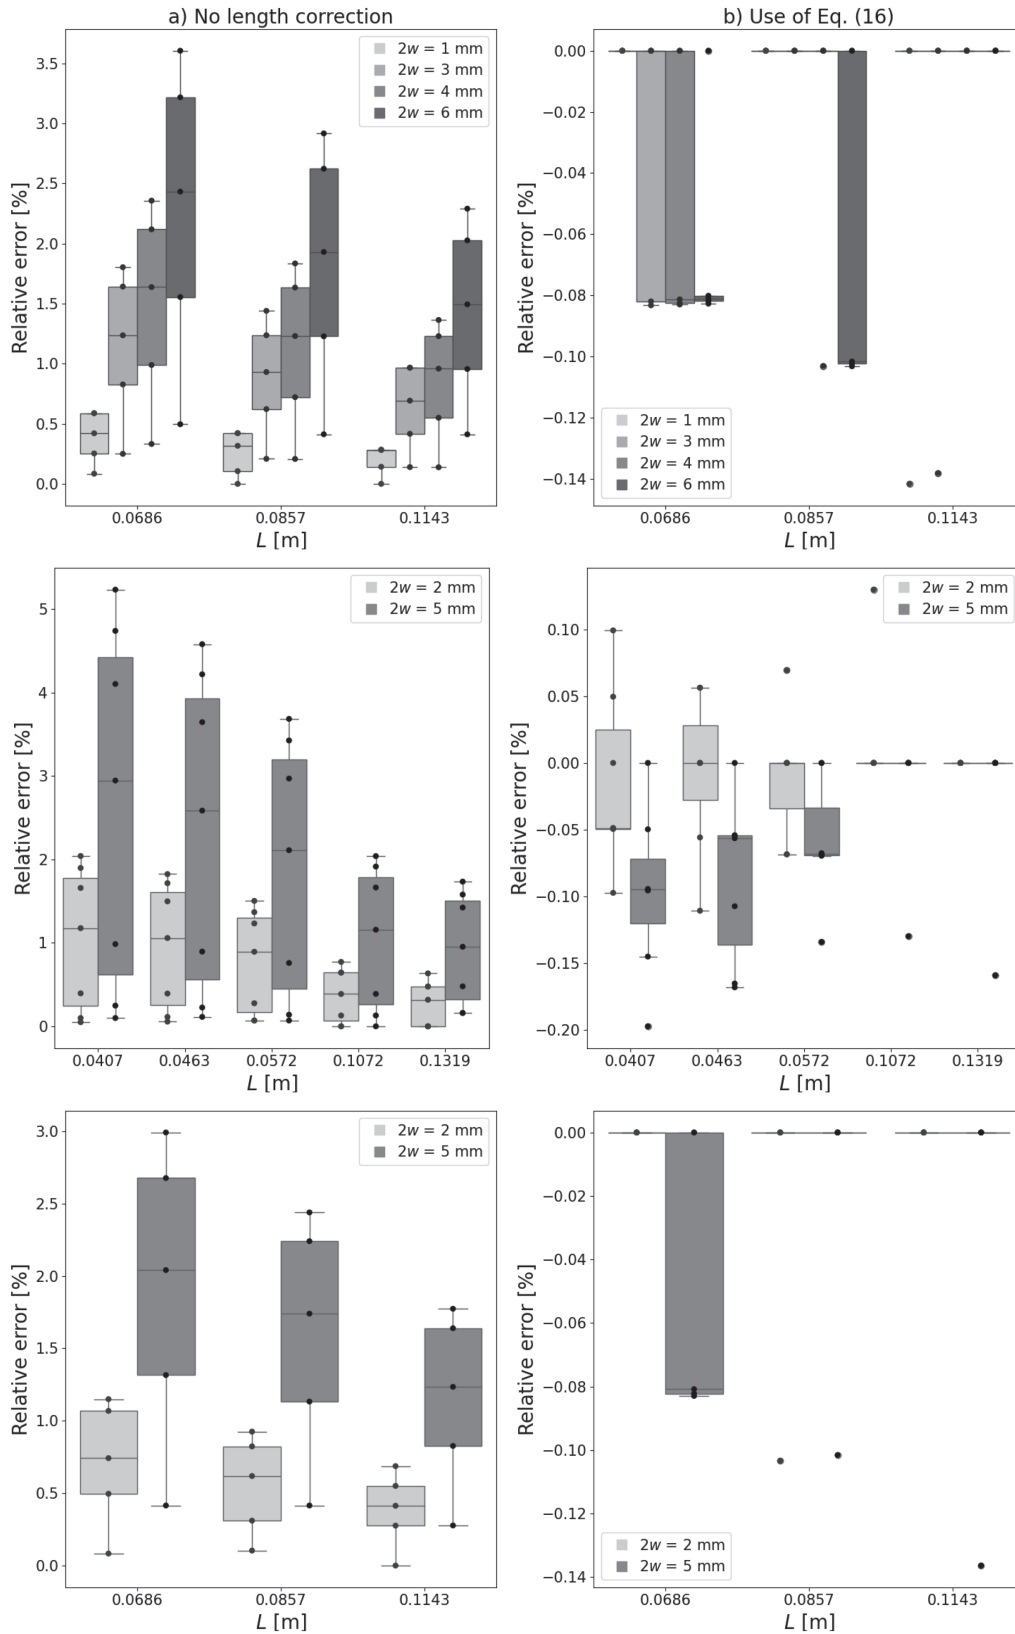 a) No length correction
b) Use of Eq. (16)
Relative error [%]
3.5
3.0
2.5
2.0
1.5
1.0
0.5
0.0
2w = 1 mm
2w = 3 mm
2w = 4 mm
2w = 6 mm
0.0686 0.0857 0.1143
L [m]
Relative error [%]
0.00
−0.02
−0.04
−0.06
−0.08
−0.10
−0.12
−0.14
2w = 1 mm
2w = 3 mm
2w = 4 mm
2w = 6 mm
0.0686 0.0857 0.1143
L [m]
Relative error [%]
5
4
3
2
1
0
2w = 2 mm
2w = 5 mm
0.0407 0.0463 0.0572 0.1072 0.1319
L [m]
Relative error [%]
0.10
0.05
0.00
−0.05
−0.10
−0.15
−0.20
2w = 2 mm
2w = 5 mm
0.0407 0.0463 0.0572 0.1072 0.1319
L [m]
Relative error [%]
3.0
2.5
2.0
1.5
1.0
0.5
0.0
2w = 2 mm
2w = 5 mm
0.0686 0.0857 0.1143
L [m]
Relative error [%]
0.00
−0.02
−0.04
−0.06
−0.08
−0.10
−0.12
−0.14
2w = 2 mm
2w = 5 mm
0.0686 0.0857 0.1143
L [m]